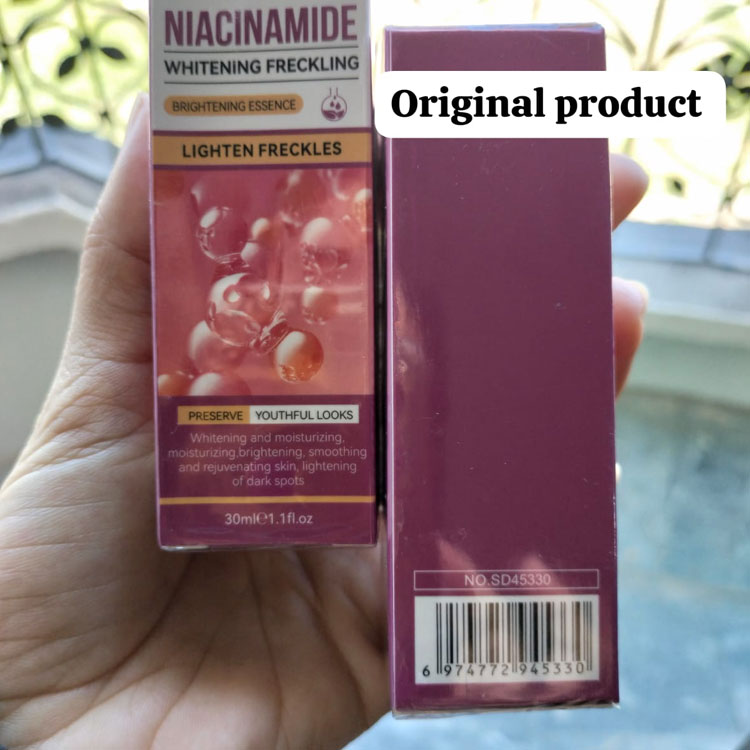 NIACINAMIDE
WHITENING FRECKLING
BRIGHTENING ESSENCE
LIGHTEN FRECKLES
PRESERVE YOUTHFUL LOOKS
Whitening and moisturizing,
moisturizing,brightening, smoothing
and rejuvenating skin, lightening
of dark spots
30ml℮1.1fl.oz
Original product
NO.SD45330
6 974772 945330